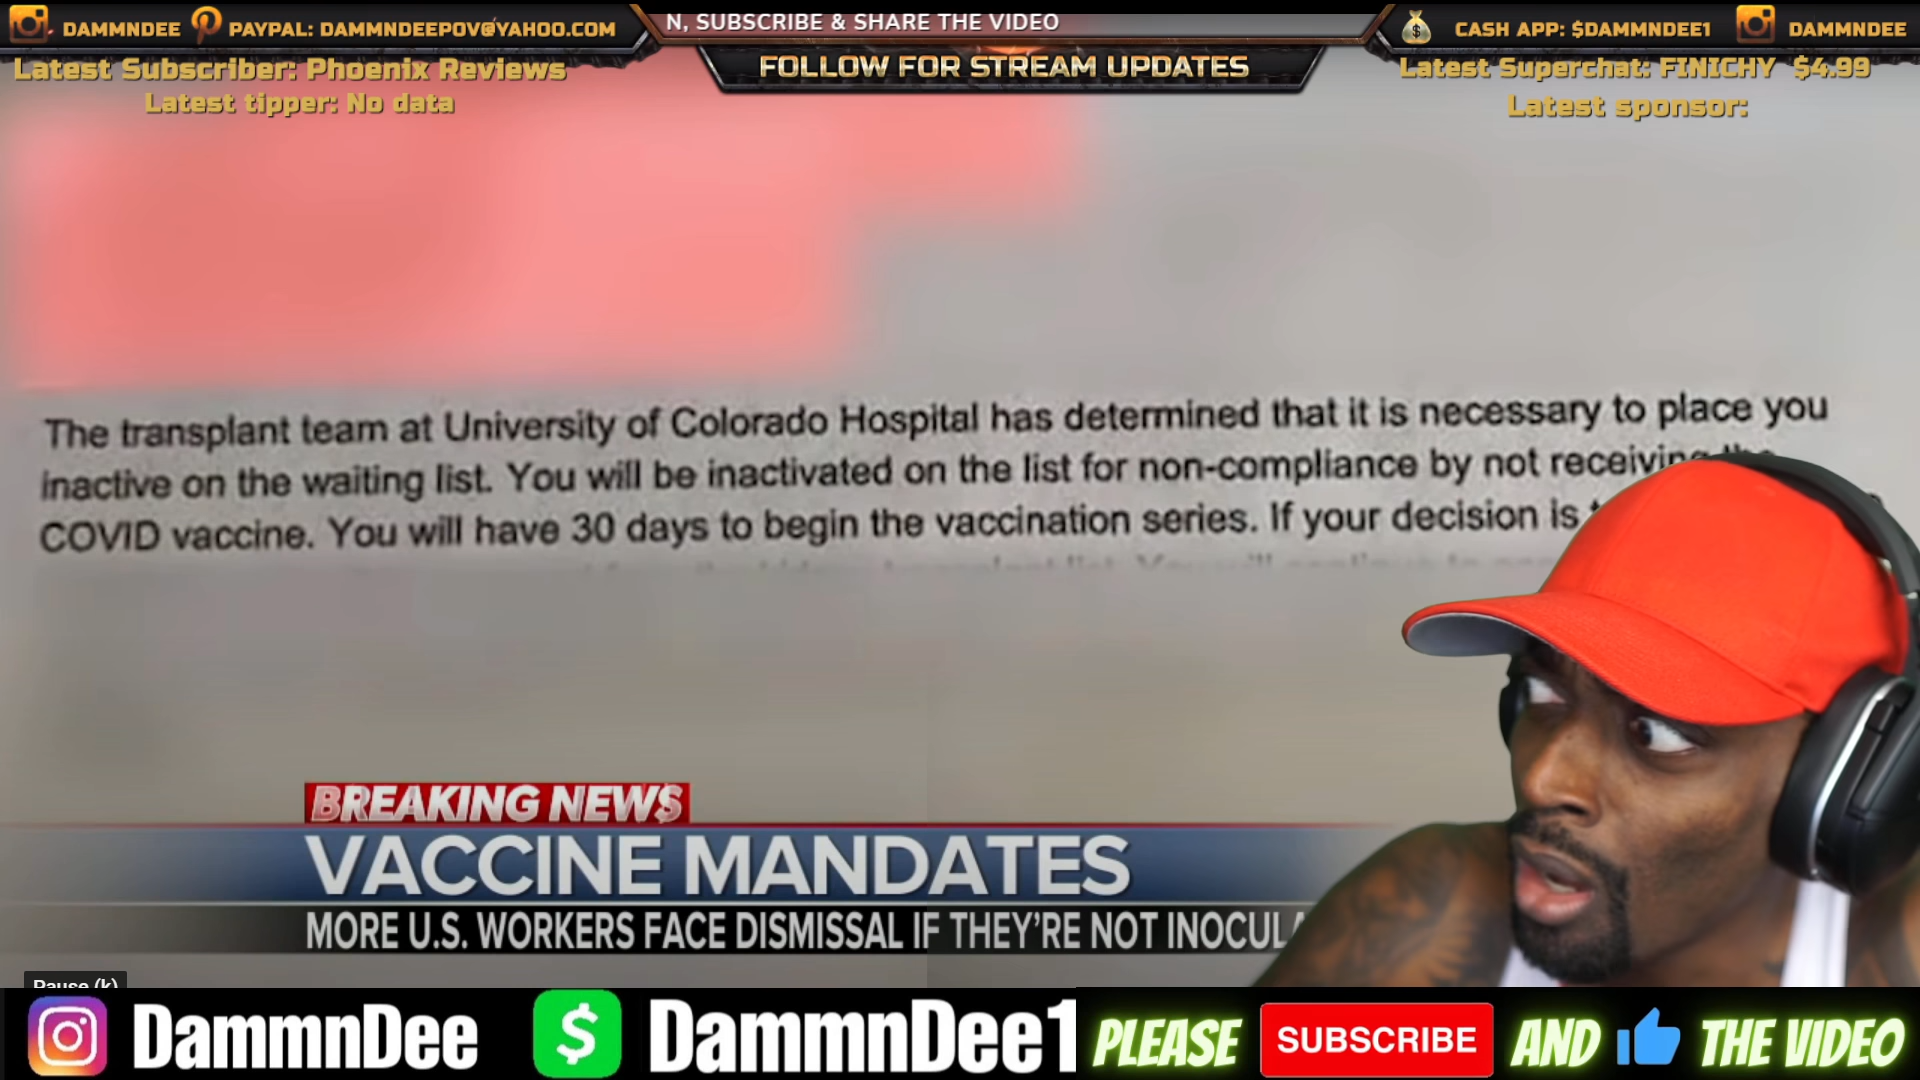 DAMMNDEE PAYPAL: DAMMNDEEPOV@YAHOO.COM
N, SUBSCRIBE & SHARE THE VIDEO
CASH APP: $DAMMNDEE1 DAMMNDEE
Latest Subscriber: Phoenix Reviews
FOLLOW FOR STREAM UPDATES
Latest Superchat: FINICHY $4.99
Latest tipper: No data
Latest sponsor:
The transplant team at University of Colorado Hospital has determined that it is necessary to place you
inactive on the waiting list. You will be inactivated on the list for non-compliance by not receiving the
COVID vaccine. You will have 30 days to begin the vaccination series. If your decision is
BREAKING NEWS
VACCINE MANDATES
MORE U.S. WORKERS FACE DISMISSAL IF THEY'RE NOT INOCULA
Pause (k)
DammnDee
$ DammnDee1
PLEASE SUBSCRIBE AND THE VIDEO